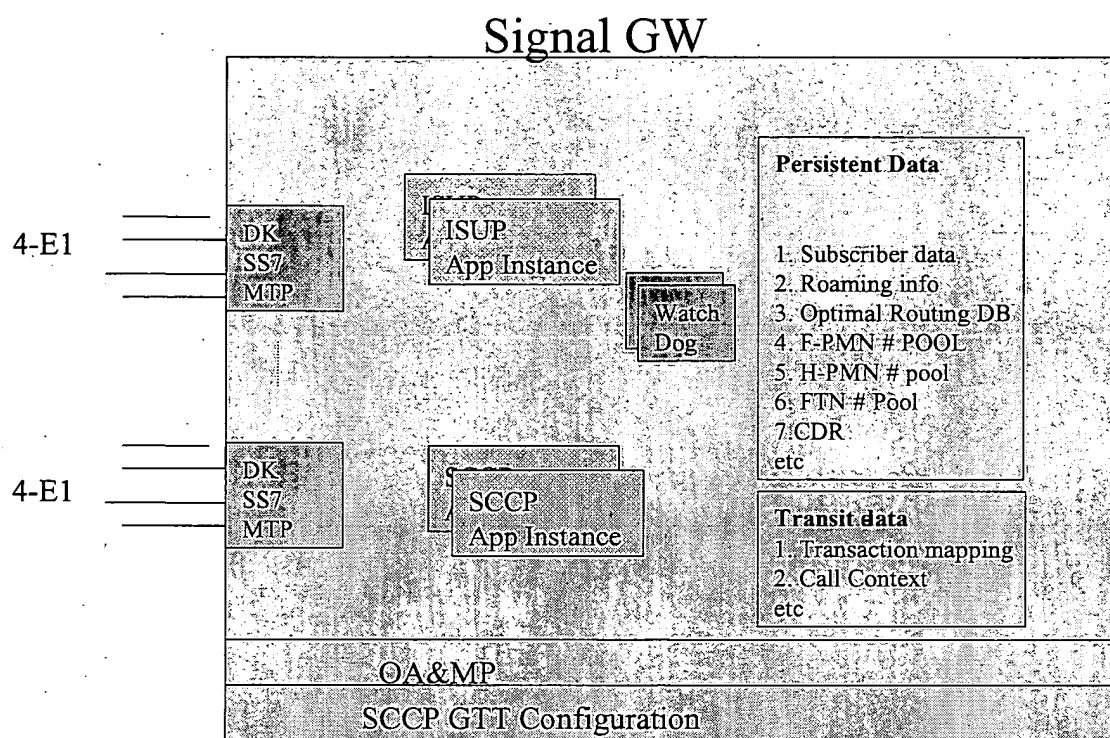 Signal GW
4-E1
DK
SS7
MTP
ISUP
App Instance
Watch
Dog
Persistent Data
1. Subscriber data
2. Roaming info
3. Optimal Routing DB
4. F-PMN # POOL
5. H-PMN # pool
6. FTN # Pool
7 CDR
etc
4-E1
DK
SS7
MTP
SCCP
App Instance
Transit data
1. Transaction mapping
2. Call Context
etc
OA&MP
SCCP GTT Configuration